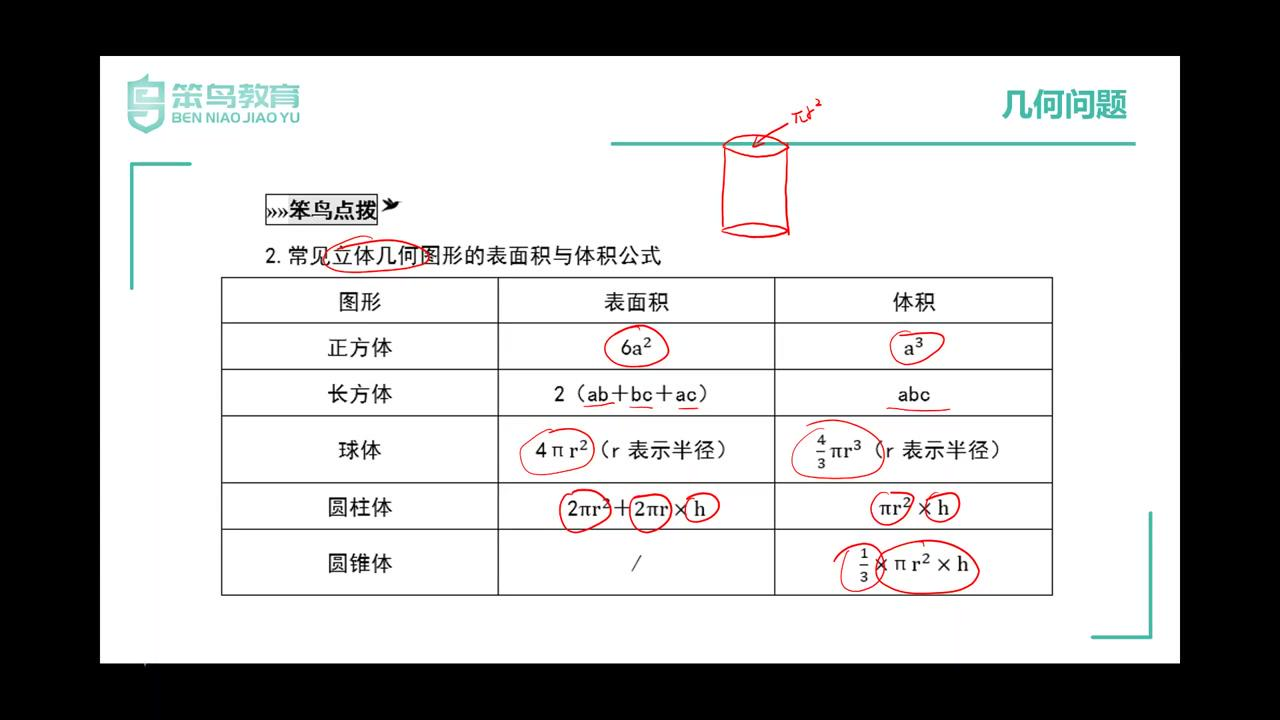 笨鸟教育
BEN NIAO JIAO YU
几何问题
πr²
»»笨鸟点拨
2. 常见立体几何图形的表面积与体积公式
图形 表面积 体积
正方体 6a² a³
长方体 2（ab＋bc＋ac） abc
球体 4πr²（r 表示半径） 4/3πr³（r 表示半径）
圆柱体 2πr²＋2πr×h πr²×h
圆锥体 / 1/3×πr²×h